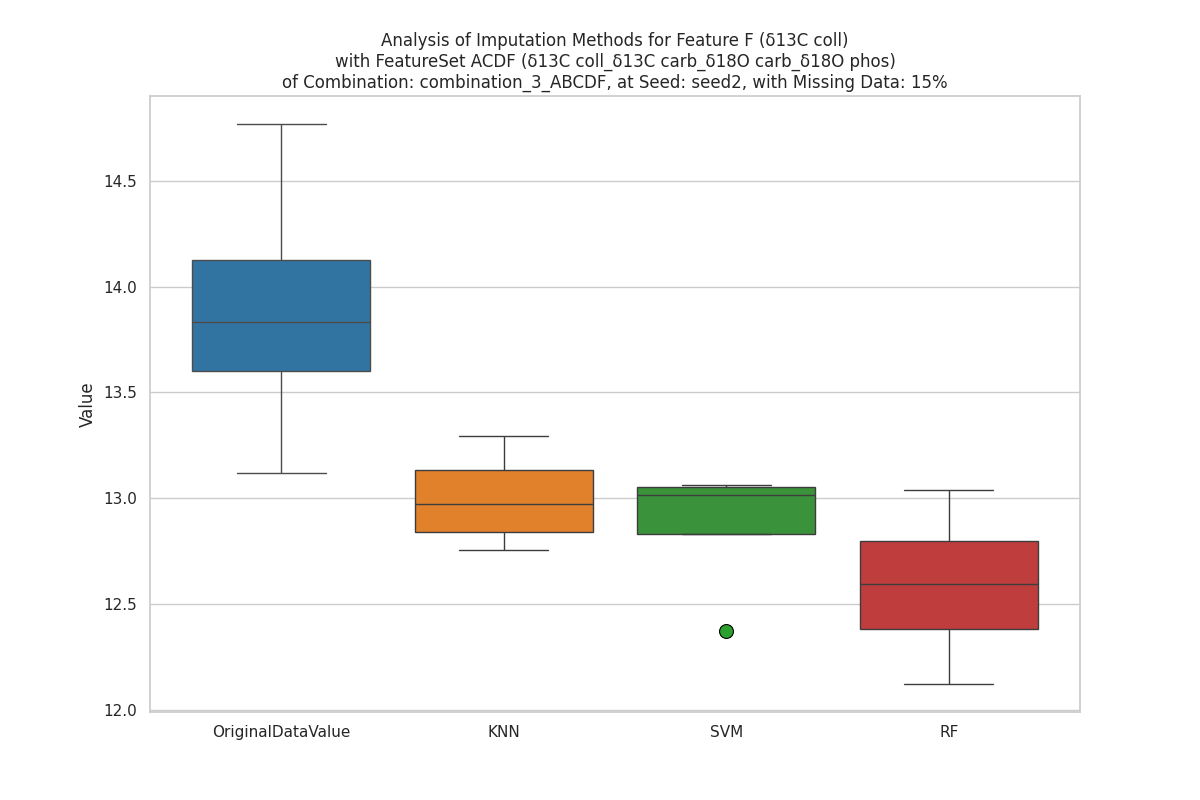 Analysis of Imputation Methods for Feature F (δ13C coll)
with FeatureSet ACDF (δ13C coll_δ13C carb_δ18O carb_δ18O phos)
of Combination: combination_3_ABCDF, at Seed: seed2, with Missing Data: 15%
14.5
14.0
13.5
13.0
12.5
12.0
Value
OriginalDataValue
KNN
SVM
RF